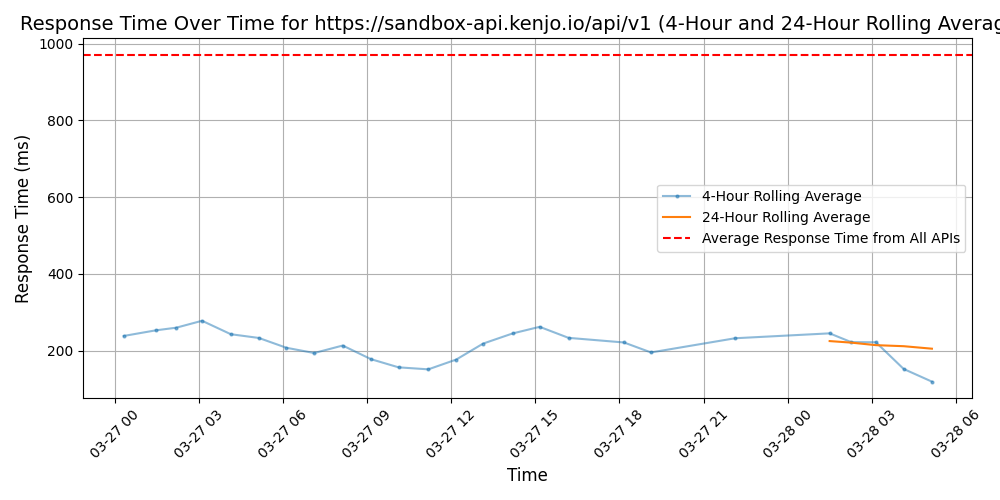 Response Time Over Time for https://sandbox-api.kenjo.io/api/v1 (4-Hour and 24-Hour Rolling Averag
1000
800
600
400
200
Response Time (ms)
4-Hour Rolling Average
24-Hour Rolling Average
Average Response Time from All APIs
03-27 00
03-27 03
03-27 06
03-27 09
03-27 12
03-27 15
03-27 18
03-27 21
03-28 00
03-28 03
03-28 06
Time